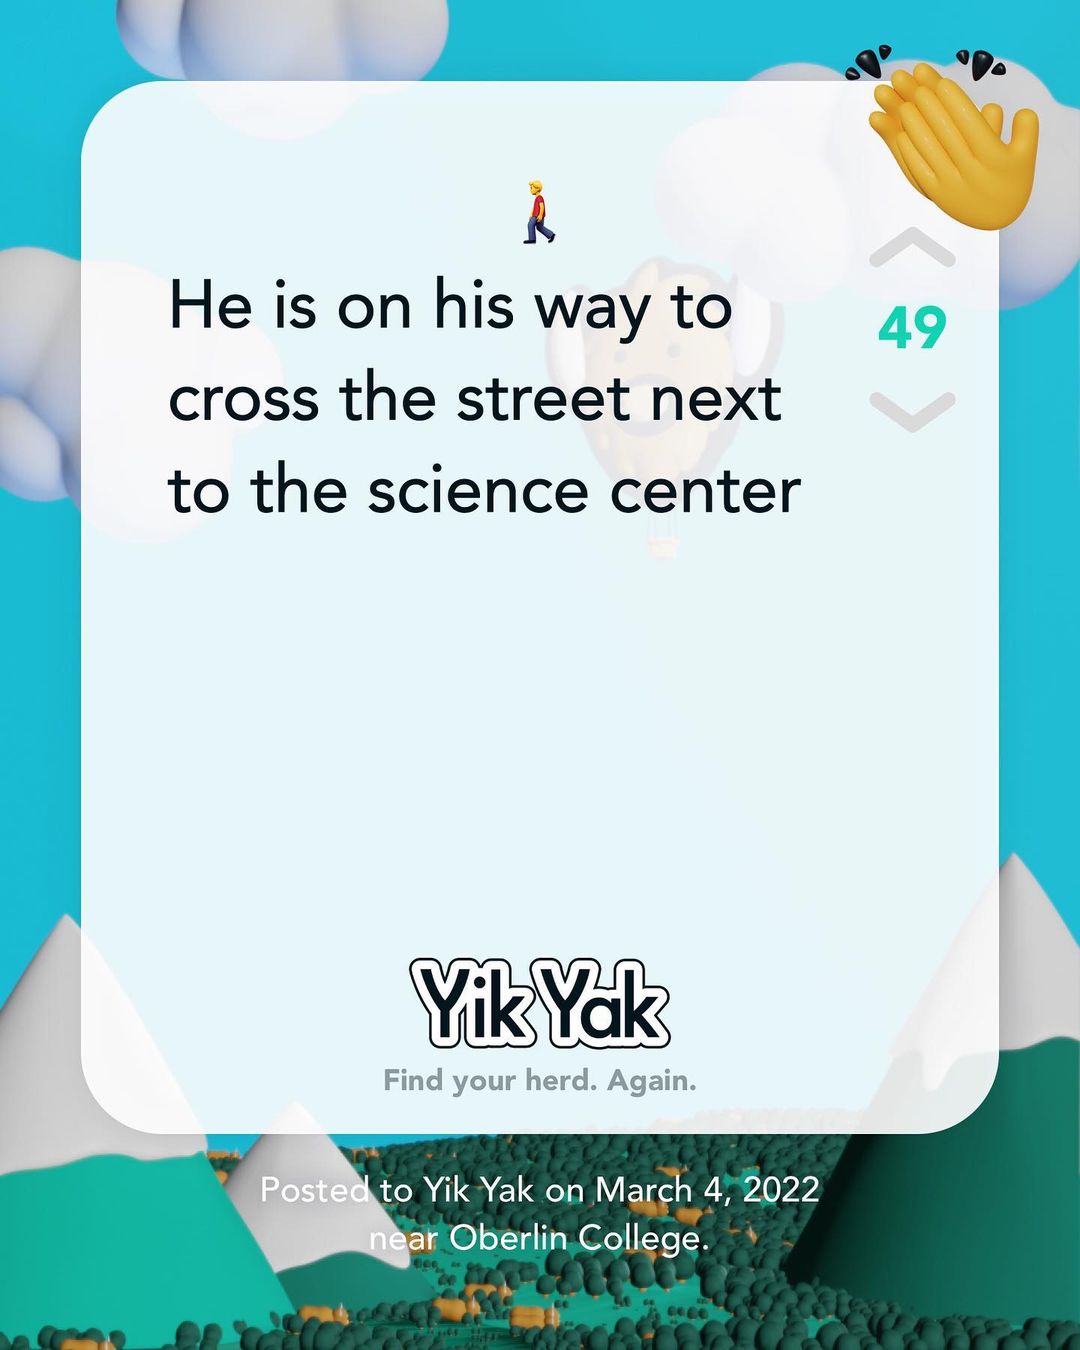 He is on his way to
cross the street next
to the science center
49
Yik Yak
Find your herd. Again.
Posted to Yik Yak on March 4, 2022
near Oberlin College.